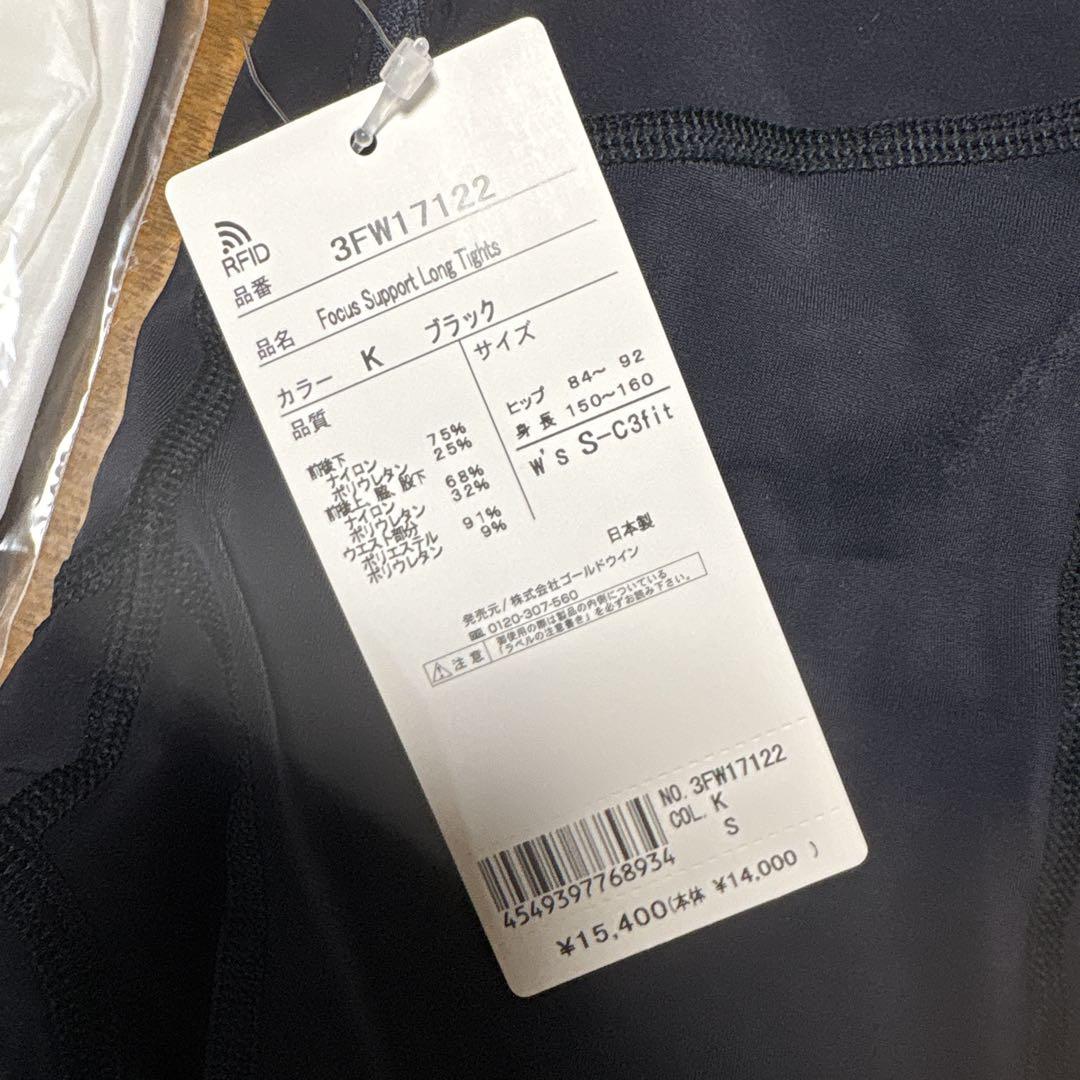 RFID
品番 3FW17122
品名 Focus Support Long Tights
カラー K ブラック
サイズ
ヒップ 84～ 92
身 長 150～160
W's S-C3fit
品質
前後下
ナイロン 75%
ポリウレタン 25%
前後上、脇、股下
ナイロン 68%
ポリウレタン 32%
ウエスト部分
ポリエステル 91%
ポリウレタン 9%
日本製
発売元/株式会社ゴールドウイン
0120-307-560
注意
御使用の際は製品の内側についている
「ラベルの注意書き」を必ずお読み下さい。
NO. 3FW17122
COL. K
S
4549397768934
¥15,400(本体 ¥14,000 )